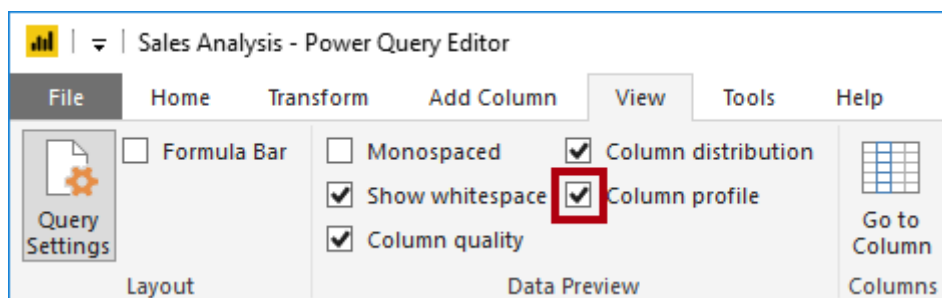 Sales Analysis - Power Query Editor
File Home Transform Add Column View Tools Help
Formula Bar Monospaced Column distribution
Show whitespace Column profile
Query Settings Column quality Go to Column
Layout Data Preview Columns